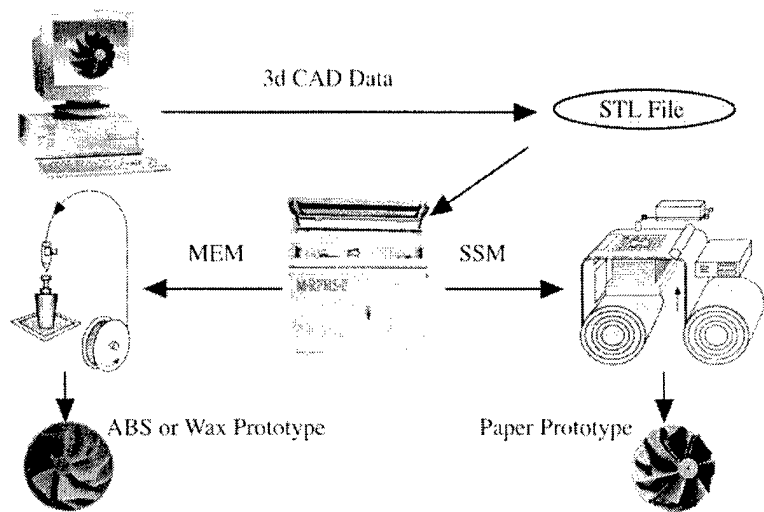 3d CAD Data
STL File
MEM
SSM
ABS or Wax Prototype
Paper Prototype